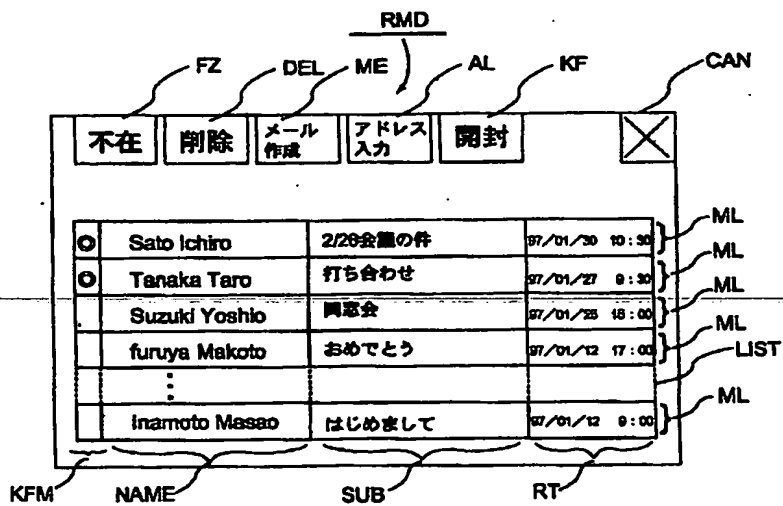 RMD
FZ DEL ME AL KF CAN
不在 削除 メール作成 アドレス入力 開封
Sato Ichiro 2/28会議の件 97/01/30 10:30 ML
Tanaka Taro 打ち合わせ 97/01/27 9:30 ML
Suzuki Yoshio 同窓会 97/01/25 18:00 ML
furuya Makoto おめでとう 97/01/12 17:00 ML
LIST
Inamoto Masao はじめまして 97/01/12 9:00 ML
KFM NAME SUB RT